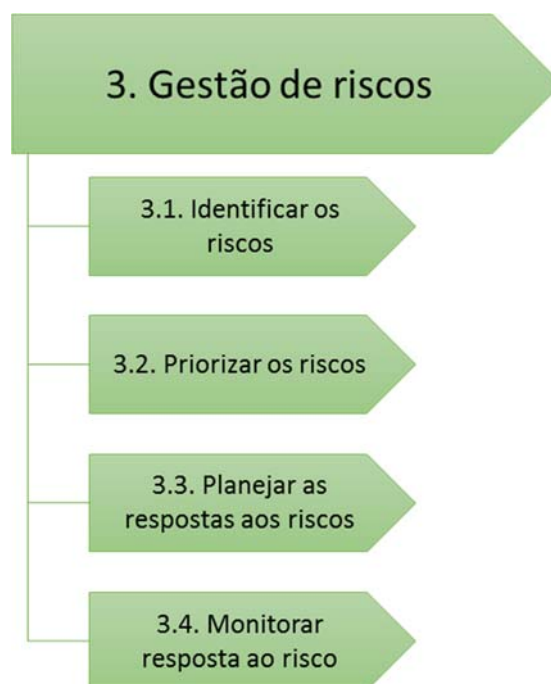 3. Gestão de riscos
3.1. Identificar os
riscos
3.2. Priorizar os riscos
3.3. Planejar as
respostas aos riscos
3.4. Monitorar
resposta ao risco